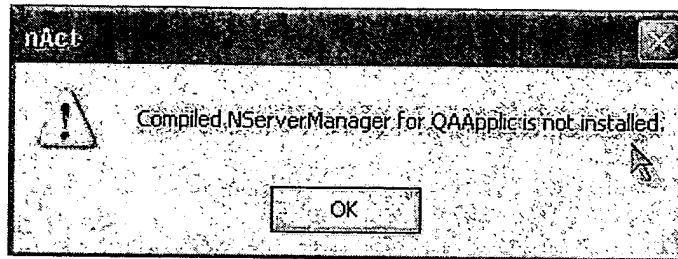 nAct
Compiled NServerManager for QAApplic is not installed.
OK